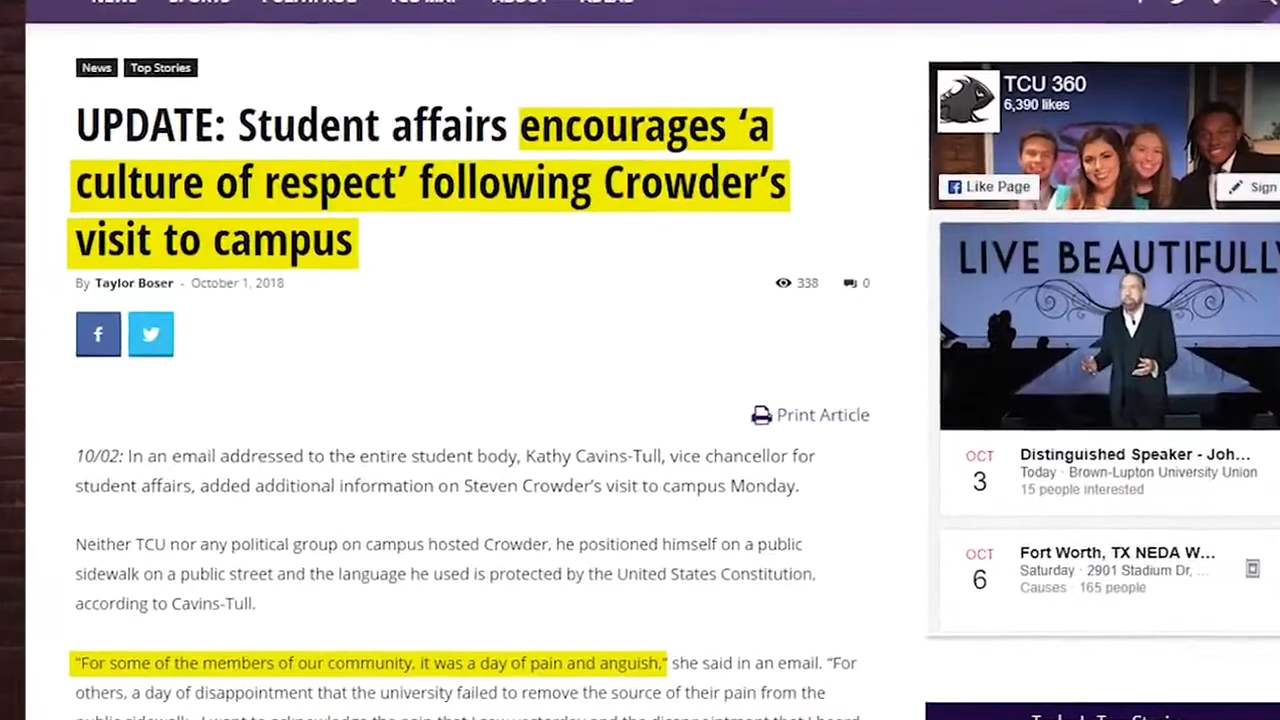 News Top Stories
UPDATE: Student affairs encourages ‘a
culture of respect’ following Crowder’s
visit to campus
By Taylor Boser - October 1, 2018
338 0
Print Article
10/02: In an email addressed to the entire student body, Kathy Cavins-Tull, vice chancellor for
student affairs, added additional information on Steven Crowder’s visit to campus Monday.
Neither TCU nor any political group on campus hosted Crowder, he positioned himself on a public
sidewalk on a public street and the language he used is protected by the United States Constitution,
according to Cavins-Tull.
“For some of the members of our community, it was a day of pain and anguish,” she said in an email. “For
others, a day of disappointment that the university failed to remove the source of their pain from the
TCU 360
6,390 likes
Like Page
Sign
LIVE BEAUTIFULLY
OCT
3
Distinguished Speaker - Joh...
Today · Brown-Lupton University Union
15 people interested
OCT
6
Fort Worth, TX NEDA W...
Saturday · 2901 Stadium Dr, ...
Causes · 165 people